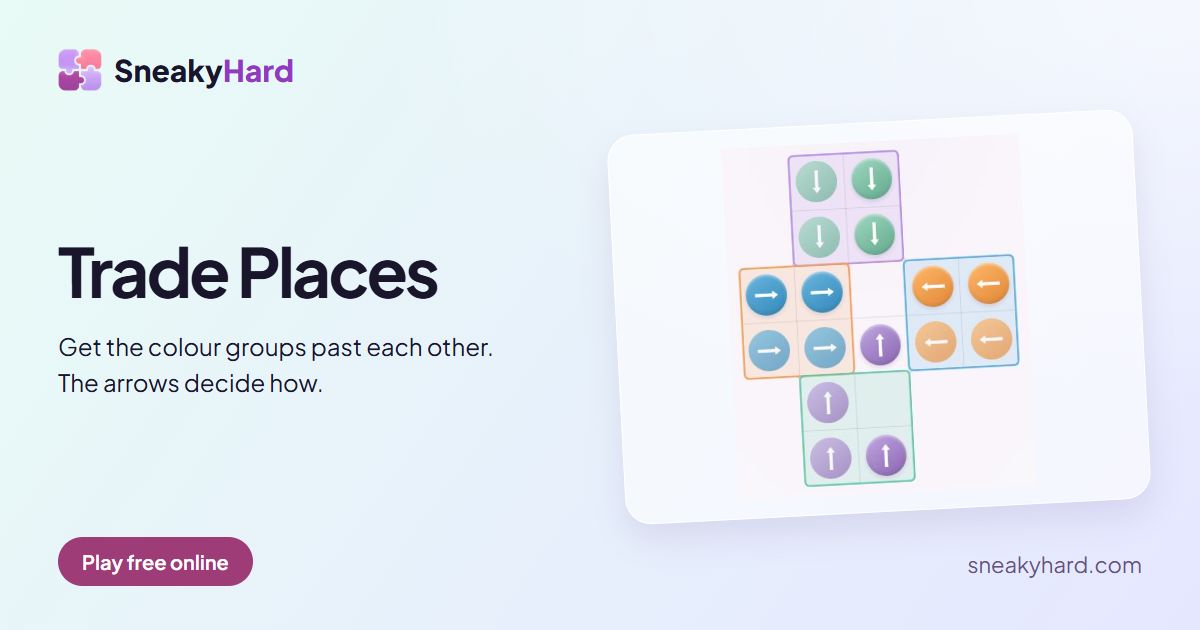 SneakyHard
Trade Places
Get the colour groups past each other.
The arrows decide how.
Play free online
sneakyhard.com